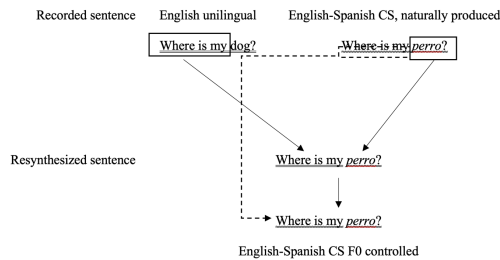 Recorded sentence English unilingual English-Spanish CS, naturally produced
Where is my dog? Where is my perro?
Resynthesized sentence Where is my perro?
Where is my perro?
English-Spanish CS F0 controlled